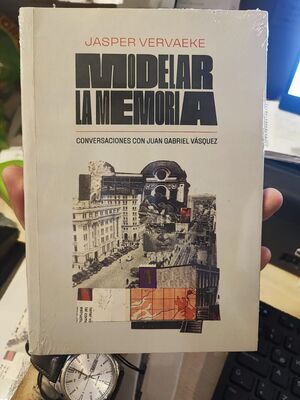 JASPER VERVAEKE
MODELAR
LA MEMORIA
CONVERSACIONES CON JUAN GABRIEL VÁSQUEZ